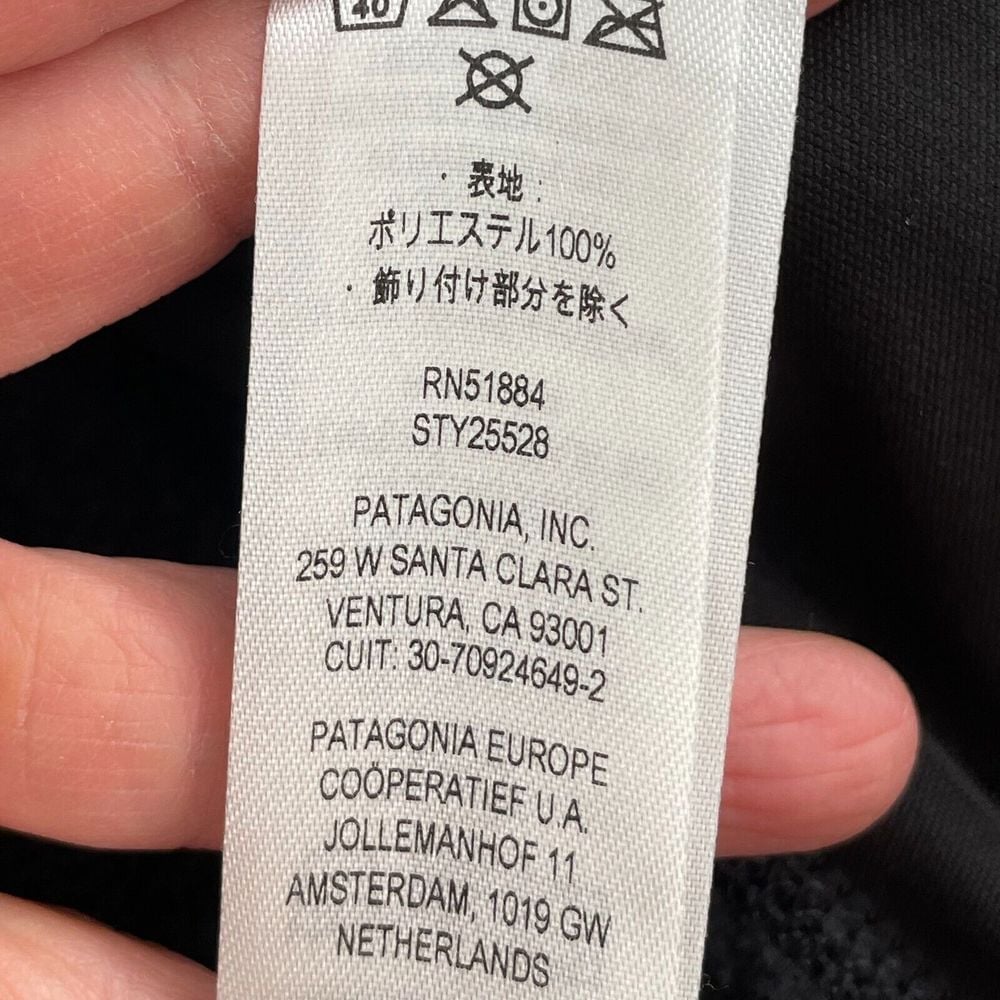 40
・表地：
ポリエステル100%
・飾り付け部分を除く
RN51884
STY25528
PATAGONIA, INC.
259 W SANTA CLARA ST.
VENTURA, CA 93001
CUIT: 30-70924649-2
PATAGONIA EUROPE
COÖPERATIEF U.A.
JOLLEMANHOF 11
AMSTERDAM, 1019 GW
NETHERLANDS